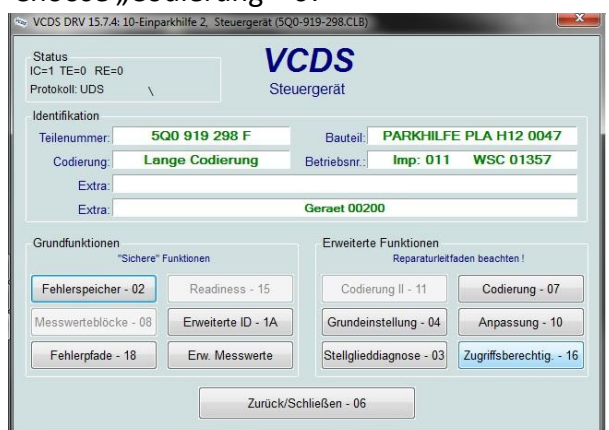 VCDS DRV 15.7.4: 10-Einparkhilfe 2, Steuergerät (5Q0-919-298.CLB)
Status
IC=1 TE=0 RE=0
Protokoll: UDS \
VCDS
Steuergerät
Identifikation
Teilenummer: 5Q0 919 298 F Bauteil: PARKHILFE PLA H12 0047
Codierung: Lange Codierung Betriebsnr.: Imp: 011 WSC 01357
Extra:
Extra: Geraet 00200
Grundfunktionen
"Sichere" Funktionen
Erweiterte Funktionen
Reparaturleitfaden beachten !
Fehlerspeicher - 02 Readiness - 15 Codierung II - 11 Codierung - 07
Messwerteblöcke - 08 Erweiterte ID - 1A Grundeinstellung - 04 Anpassung - 10
Fehlerpfade - 18 Erw. Messwerte Stellglieddiagnose - 03 Zugriffsberechtig. - 16
Zurück/Schließen - 06